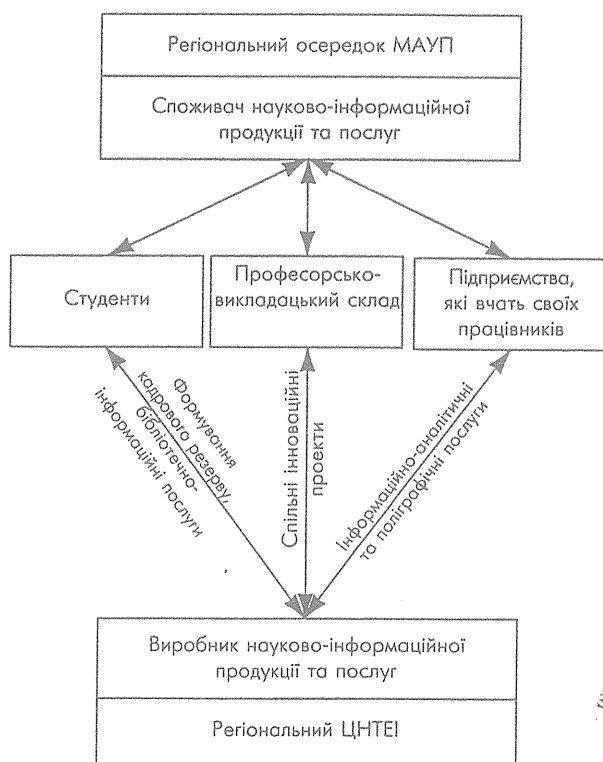 Регіональний осередок МАУП
Споживач науково-інформаційної
продукції та послуг
Студенти
Професорсько-
викладацький склад
Підприємства,
які вчать своїх
працівників
Формування
кадрового резерву,
бібліотечно-
інформаційні послуги
Спільні інноваційні
проекти
Інформаційно-аналітичні
та поліграфічні послуги
Виробник науково-інформаційної
продукції та послуг
Регіональний ЦНТЕІ